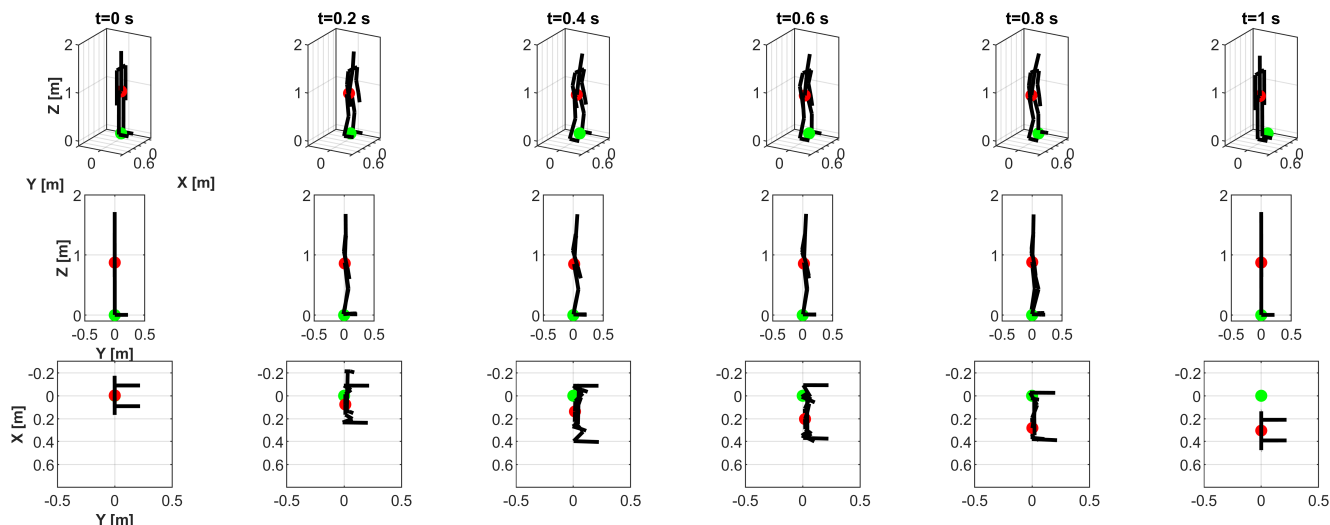 t=0 s t=0.2 s t=0.4 s t=0.6 s t=0.8 s t=1 s
2 2 2 2 2 2
Z [m] 1 1 1 1 1 1
0 0 0 0 0 0
0 0 0 0 0 0 0 0 0 0 0 0
0.6 0.6 0.6 0.6 0.6 0.6
Y [m] X [m]
2 2 2 2 2 2
Z [m] 1 1 1 1 1 1
0 0 0 0 0 0
-0.5 0 0.5 -0.5 0 0.5 -0.5 0 0.5 -0.5 0 0.5 -0.5 0 0.5 -0.5 0 0.5
Y [m]
-0.2 -0.2 -0.2 -0.2 -0.2 -0.2
0 0 0 0 0 0
X [m] 0.2 0.2 0.2 0.2 0.2 0.2
0.4 0.4 0.4 0.4 0.4 0.4
0.6 0.6 0.6 0.6 0.6 0.6
-0.5 0 0.5 -0.5 0 0.5 -0.5 0 0.5 -0.5 0 0.5 -0.5 0 0.5 -0.5 0 0.5
Y [m]